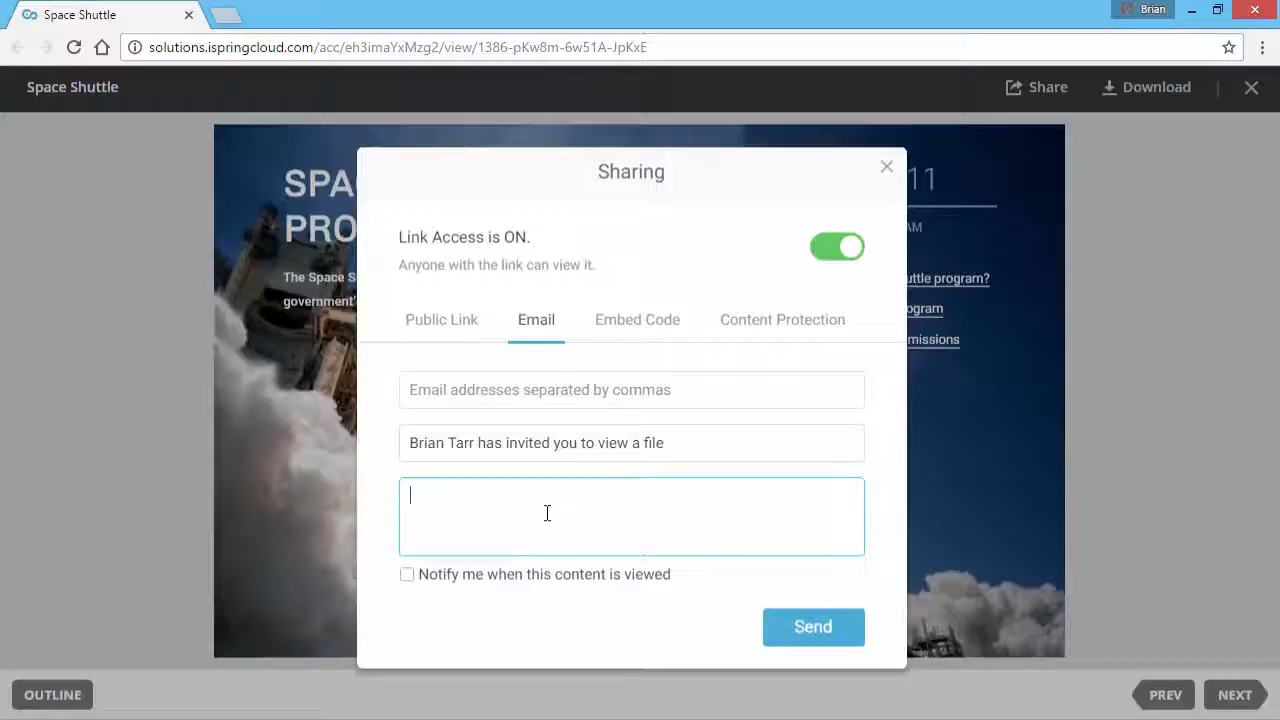 Space Shuttle
Brian
solutions.ispringcloud.com/acc/eh3imaYxMzg2/view/1386-pKw8m-6w51A-JpKxE
Space Shuttle
Share
Download
SPA
PRO
The Space S
government'
11
AM
uttle program?
ogram
missions
Sharing
Link Access is ON.
Anyone with the link can view it.
Public Link
Email
Embed Code
Content Protection
Email addresses separated by commas
Brian Tarr has invited you to view a file
Notify me when this content is viewed
Send
OUTLINE
PREV
NEXT